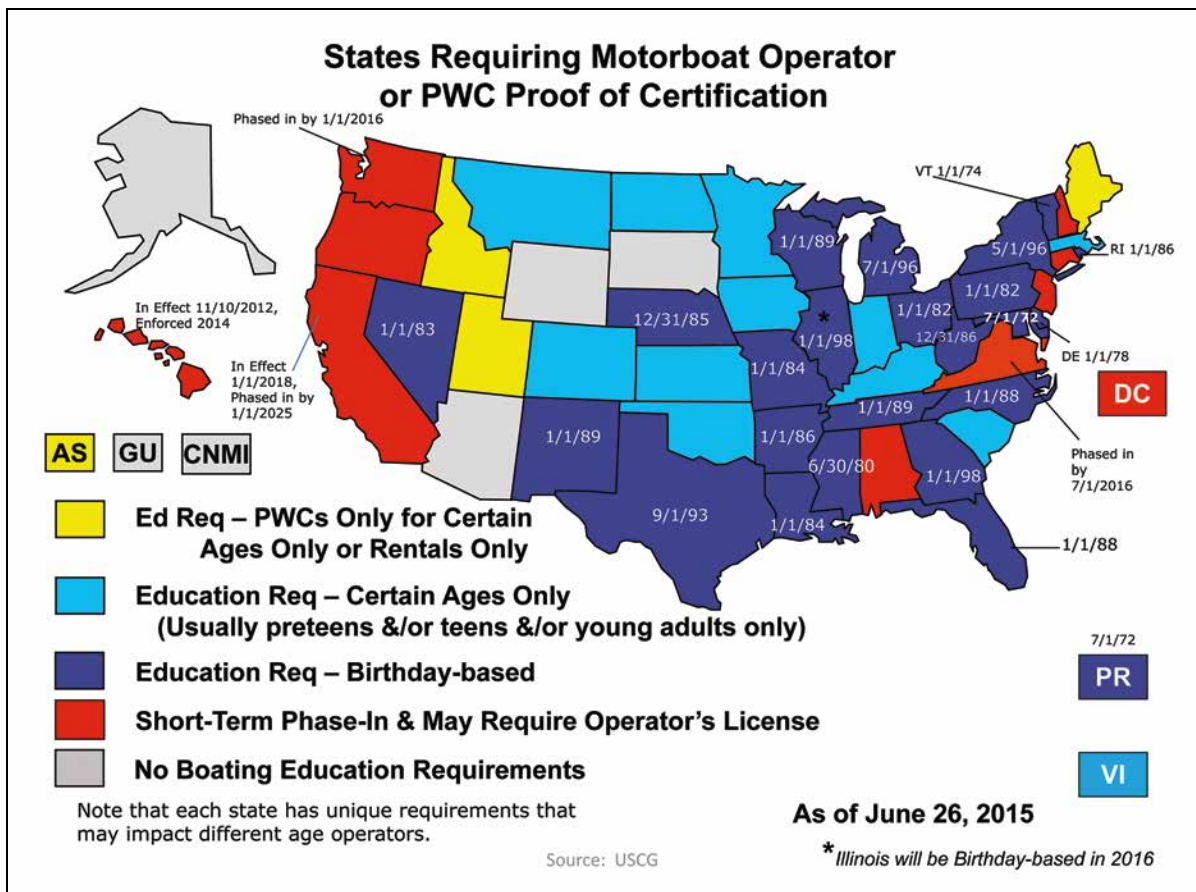 States Requiring Motorboat Operator
or PWC Proof of Certification
Phased in by 1/1/2016
VT 1/1/74
RI 1/1/86
1/1/89
7/1/96
5/1/96
1/1/82
1/1/82
7/1/72
12/31/86
DE 1/1/78
In Effect 11/10/2012,
Enforced 2014
In Effect
1/1/2018,
Phased in by
1/1/2025
1/1/83
12/31/85
*
1/1/98
1/1/84
1/1/89
1/1/88
DC
1/1/89
1/1/86
6/30/80
1/1/98
Phased in
by
7/1/2016
9/1/93
1/1/84
1/1/88
AS
GU
CNMI
Ed Req – PWCs Only for Certain
Ages Only or Rentals Only
Education Req – Certain Ages Only
(Usually preteens &/or teens &/or young adults only)
Education Req – Birthday-based
Short-Term Phase-In & May Require Operator's License
No Boating Education Requirements
7/1/72
PR
VI
Note that each state has unique requirements that
may impact different age operators.
As of June 26, 2015
Source: USCG
*Illinois will be Birthday-based in 2016